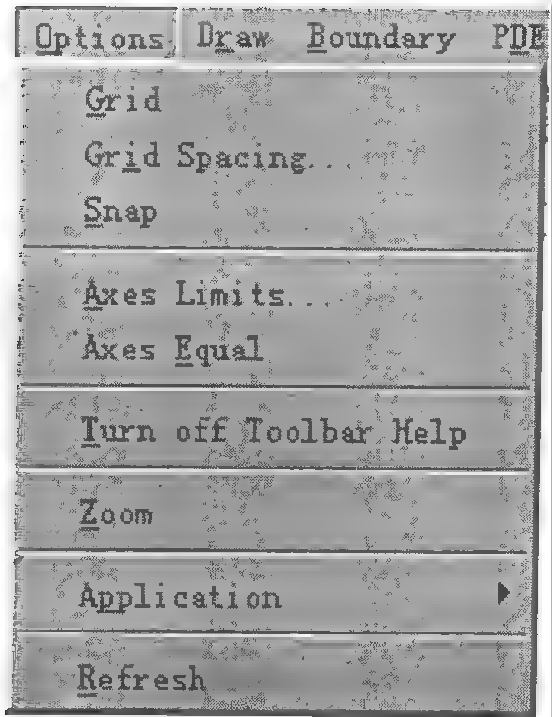 Options Draw Boundary PDE
Grid
Grid Spacing...
Snap
Axes Limits...
Axes Equal
Turn off Toolbar Help
Zoom
Application
Refresh